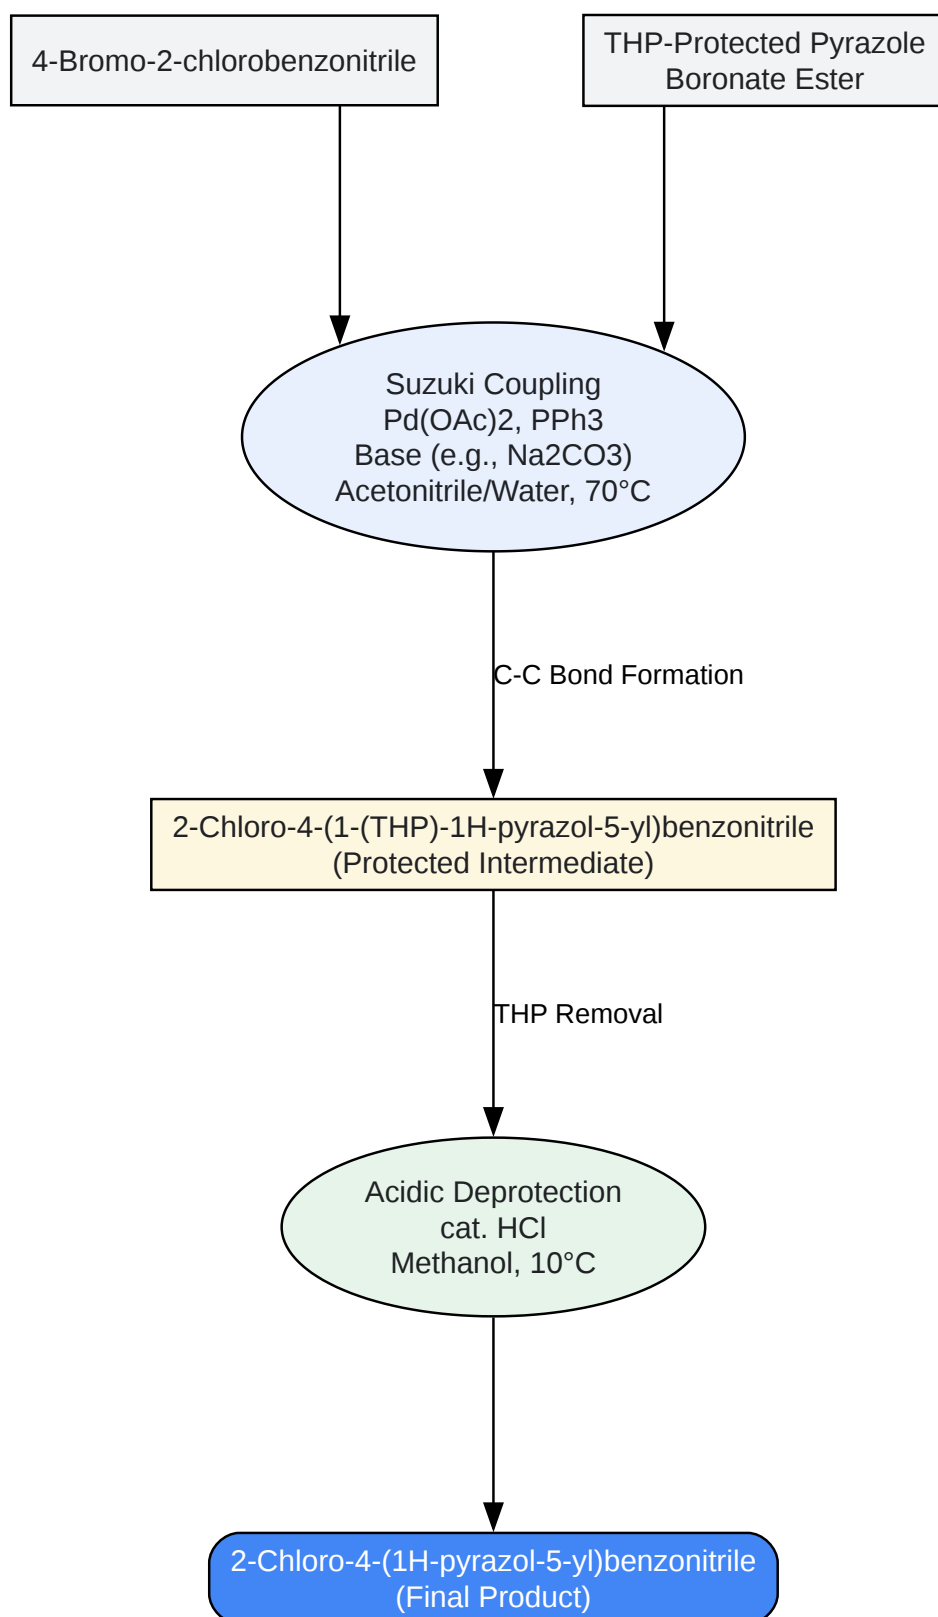 4-Bromo-2-chlorobenzonitrile
THP-Protected Pyrazole
Boronate Ester
Suzuki Coupling
Pd(OAc)2, PPh3
Base (e.g., Na2CO3)
Acetonitrile/Water, 70°C
C-C Bond Formation
2-Chloro-4-(1-(THP)-1H-pyrazol-5-yl)benzonitrile
(Protected Intermediate)
THP Removal
Acidic Deprotection
cat. HCl
Methanol, 10°C
2-Chloro-4-(1H-pyrazol-5-yl)benzonitrile
(Final Product)